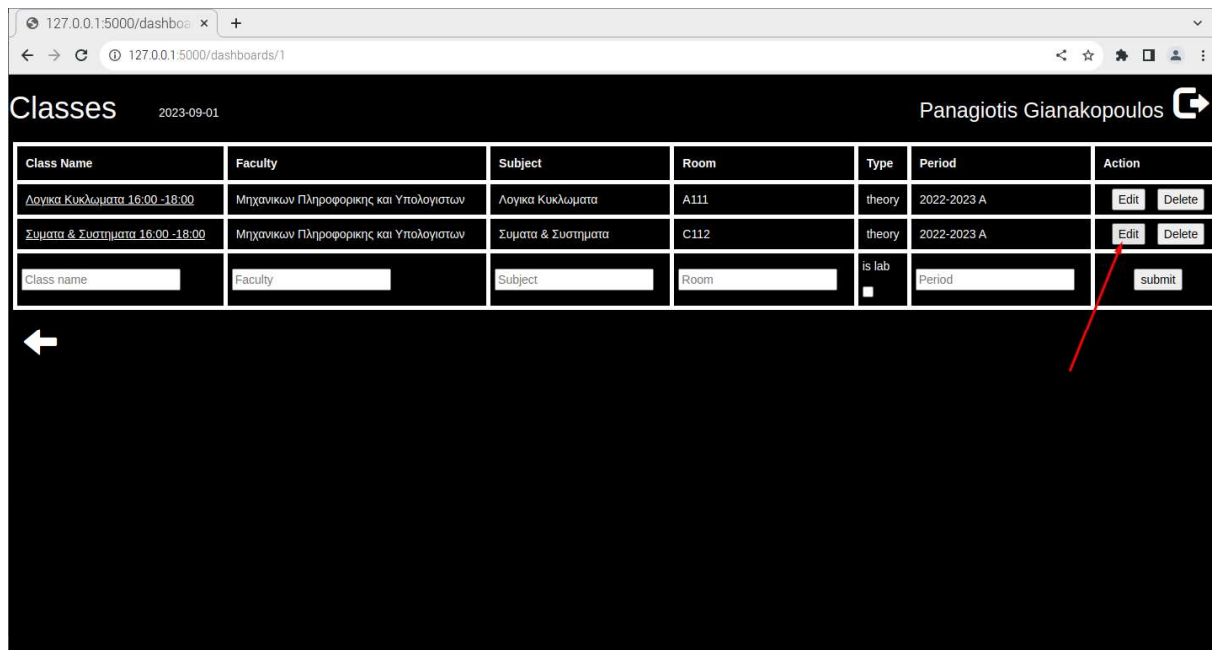 127.0.0.1:5000/dashboa
127.0.0.1:5000/dashboards/1
Classes 2023-09-01 Panagiotis Gianakopoulos
Class Name Faculty Subject Room Type Period Action
Λογικα Κυκλωματα 16:00 -18:00 Μηχανικων Πληροφορικης και Υπολογιστων Λογικα Κυκλωματα A111 theory 2022-2023 A Edit Delete
Συματα & Συστηματα 16:00 -18:00 Μηχανικων Πληροφορικης και Υπολογιστων Συματα & Συστηματα C112 theory 2022-2023 A Edit Delete
Class name Faculty Subject Room is lab Period submit